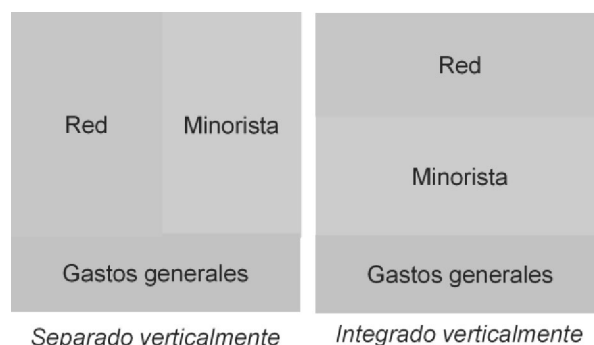 Red
Minorista
Gastos generales
Separado verticalmente
Red
Minorista
Gastos generales
Integrado verticalmente